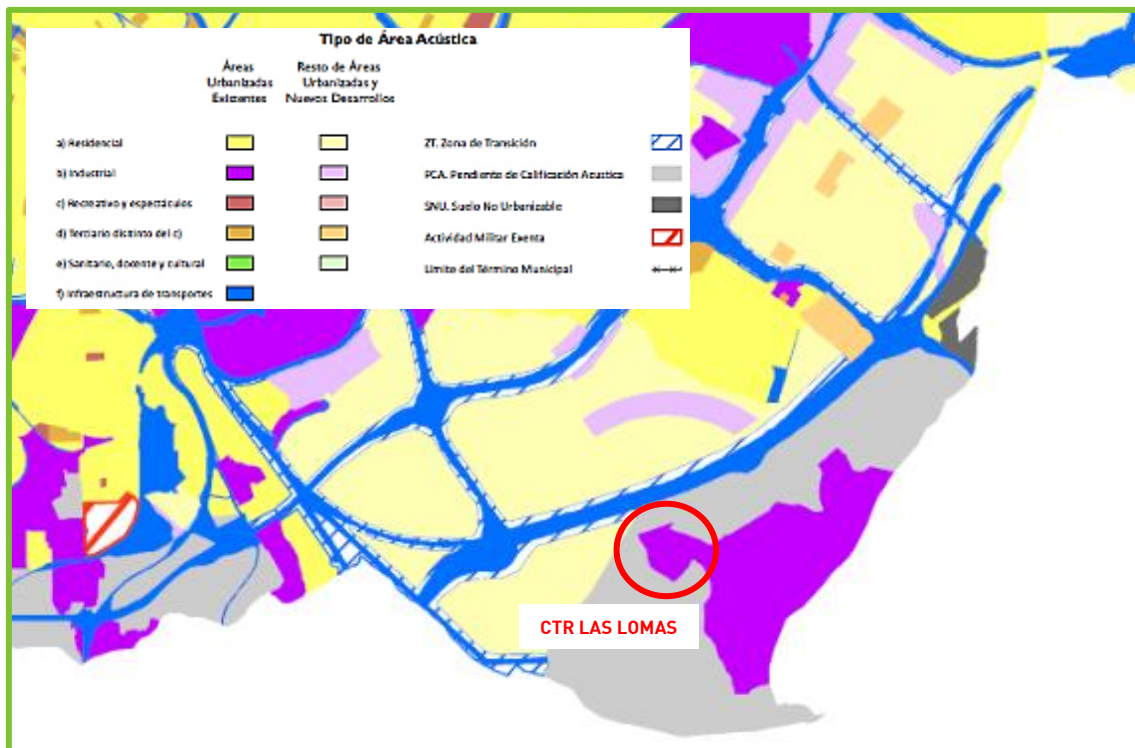 Tipo de Área Acústica
Áreas
Urbanizadas
Existentes
Resto de Áreas
Urbanizadas y
Nuevos Desarrollos
a) Residencial
b) Industrial
c) Recreativo y espectáculos
d) Terciario distinto del c)
e) Sanitario, docente y cultural
f) Infraestructura de transportes
ZT. Zona de Transición
PCA. Pendiente de Calificación Acustica
SNU. Suelo No Urbanizable
Actividad Militar Exenta
Límite del Término Municipal
CTR LAS LOMAS